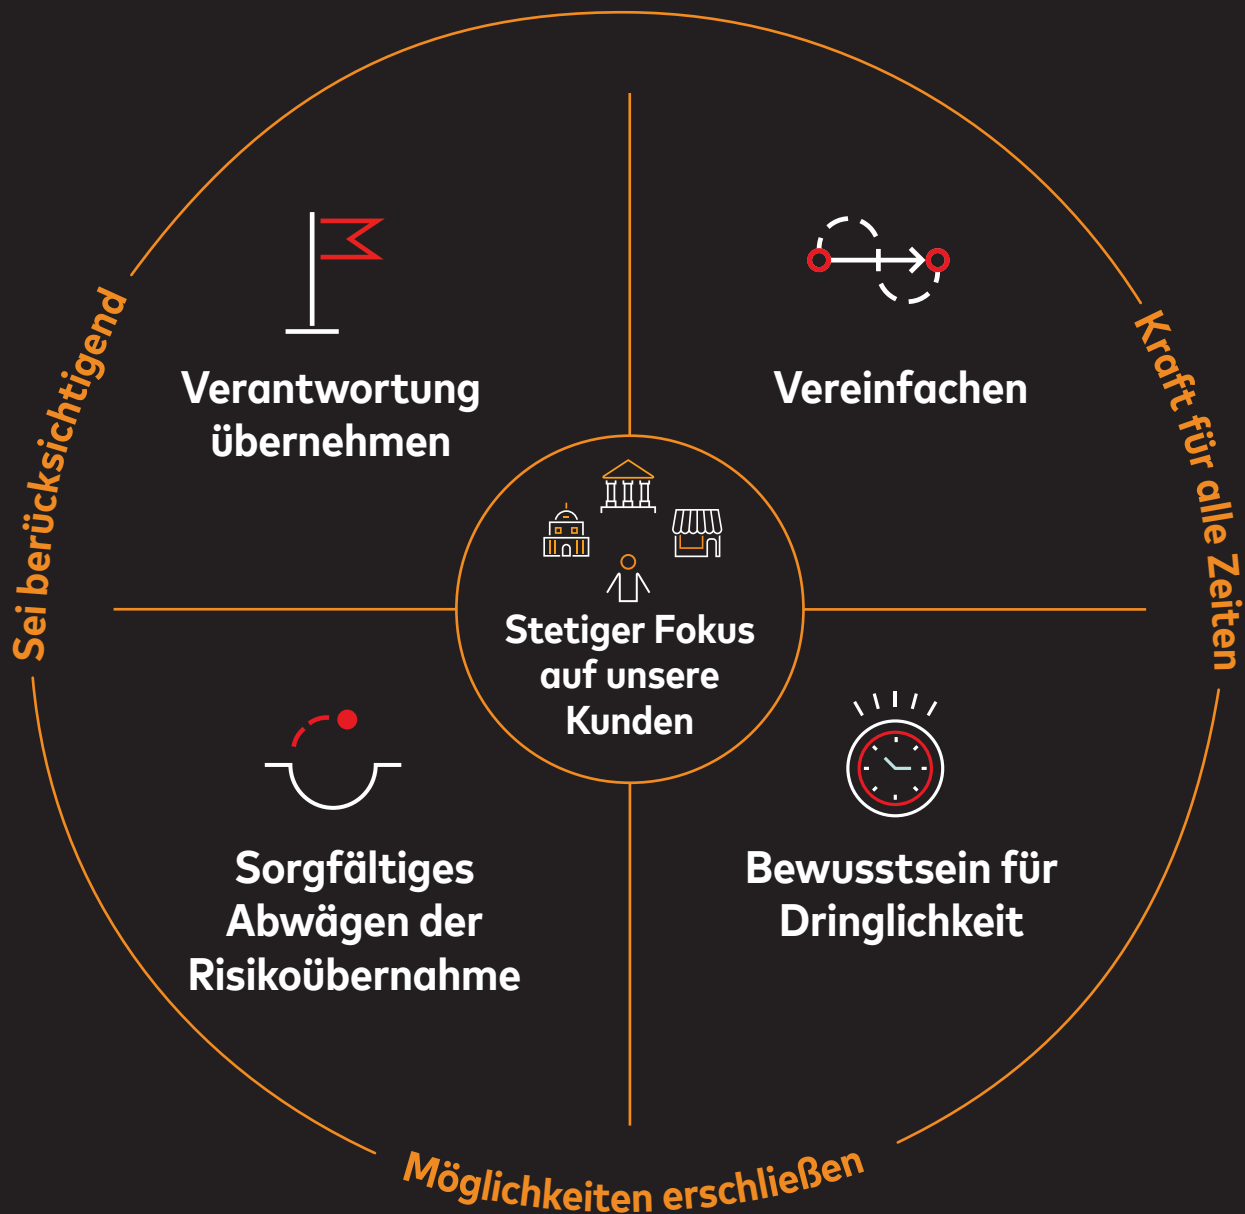 Sei berücksichtigend
Kraft für alle Zeiten
Verantwortung
übernehmen
Vereinfachen
Stetiger Fokus
auf unsere
Kunden
Sorgfältiges
Abwägen der
Risikoübernahme
Bewusstsein für
Dringlichkeit
Möglichkeiten erschließen